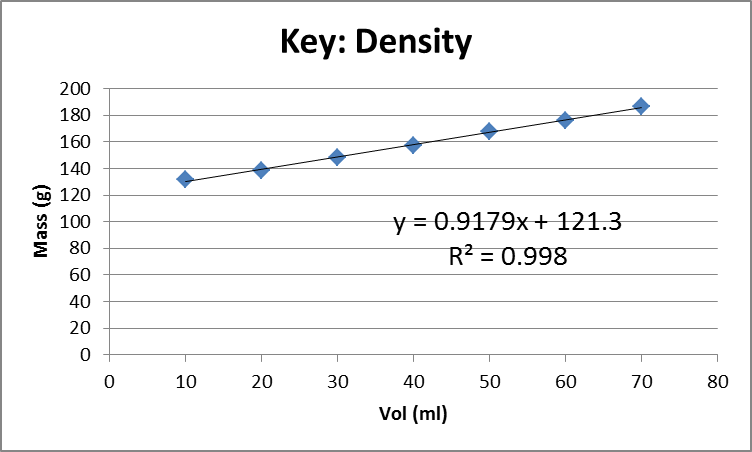 Key: Density
200
180
160
140
120
100
80
60
40
20
0
Mass (g)
y = 0.9179x + 121.3
R² = 0.998
0 10 20 30 40 50 60 70 80
Vol (ml)